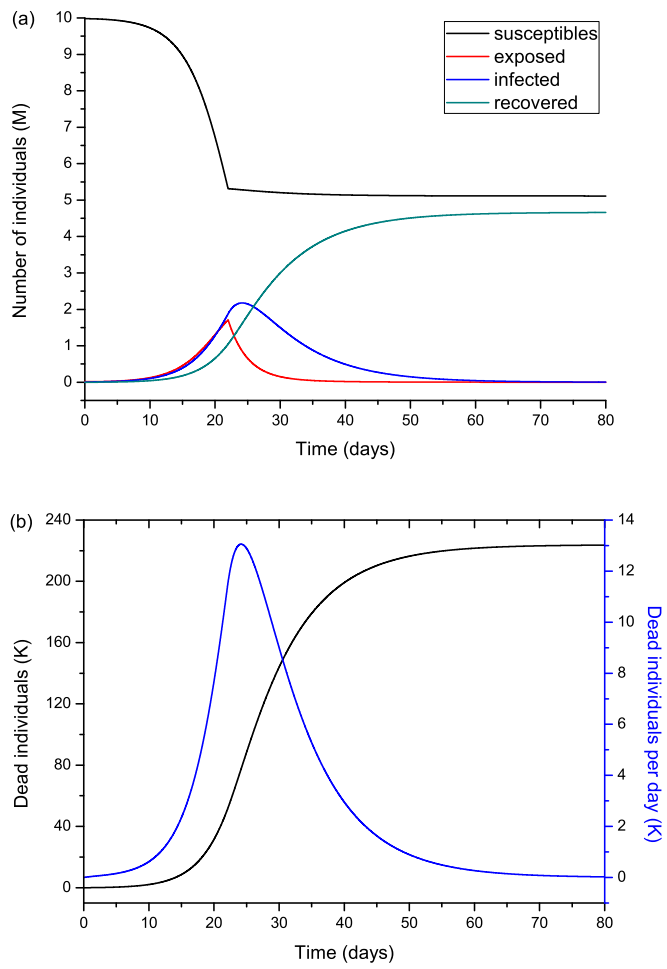 (a)
10
9
8
7
6
5
4
3
2
1
0
Number of individuals (M)
susceptibles
exposed
infected
recovered
0 10 20 30 40 50 60 70 80
Time (days)
(b)
240
200
160
120
80
40
0
Dead individuals (K)
14
12
10
8
6
4
2
0
Dead individuals per day (K)
0 10 20 30 40 50 60 70 80
Time (days)